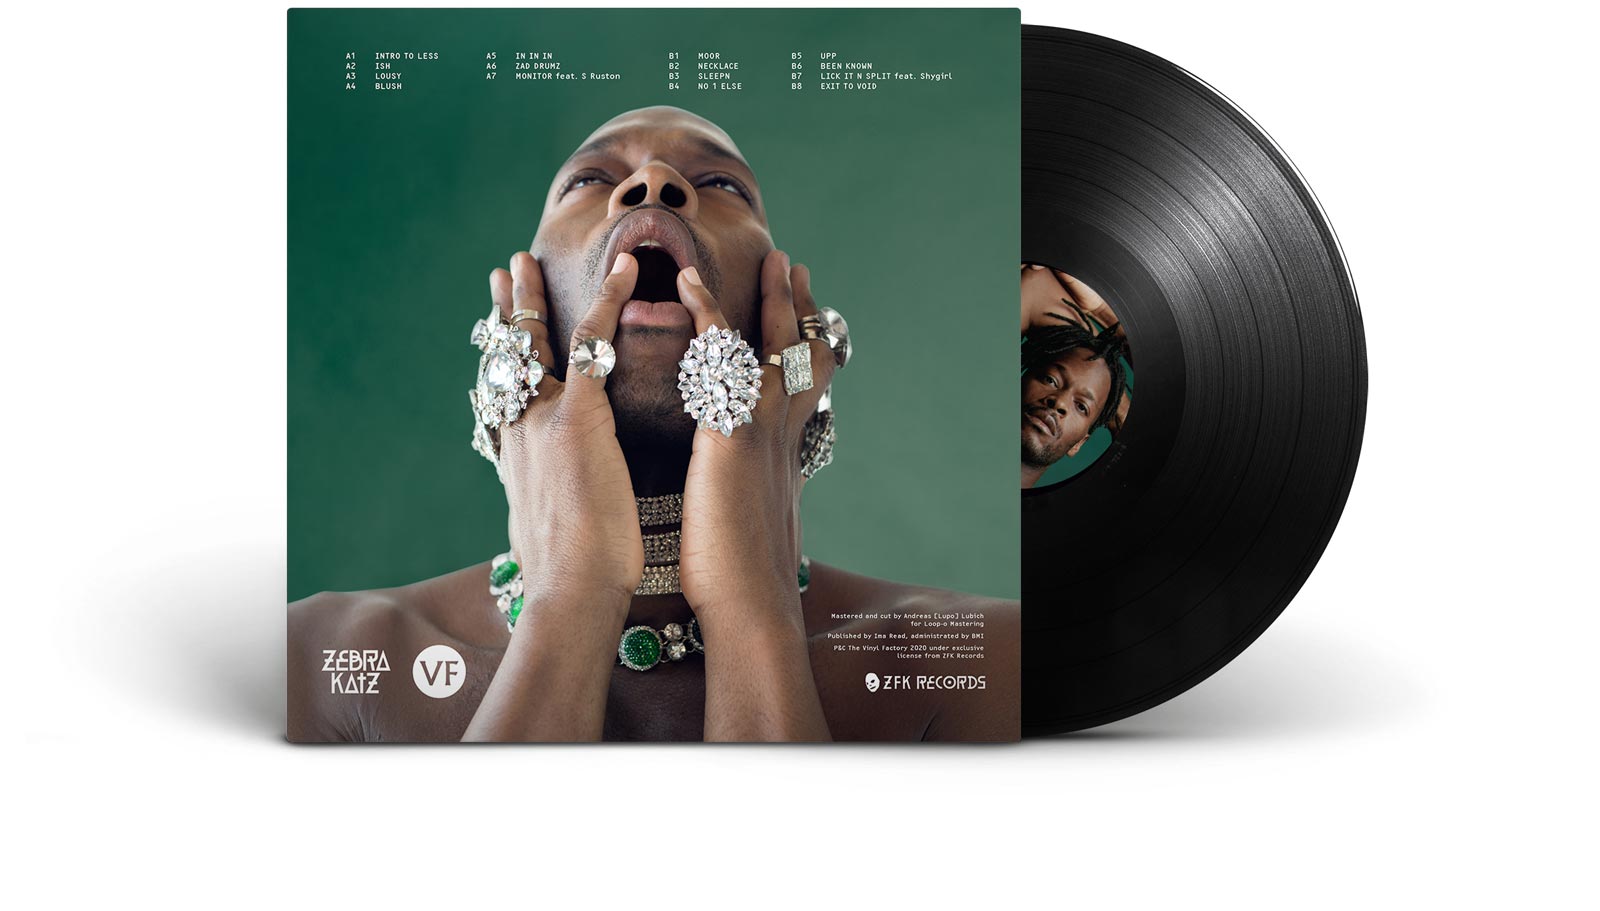 A1 INTRO TO LESS
A2 ISH
A3 LOUSY
A4 BLUSH
A5 IN IN IN
A6 ZAD DRUMZ
A7 MONITOR feat. S Ruston
B1 MOOR
B2 NECKLACE
B3 SLEEPN
B4 NO 1 ELSE
B5 UPP
B6 BEEN KNOWN
B7 LICK IT N SPLIT feat. Shygirl
B8 EXIT TO VOID
Mastered and cut by Andreas [Lupo] Lubich
for Loop-o Mastering
Published by Ima Read, administrated by BMI
P&C The Vinyl Factory 2020 under exclusive
license from ZFK Records
ZEBRA
KATZ
VF
ZFK RECORDS